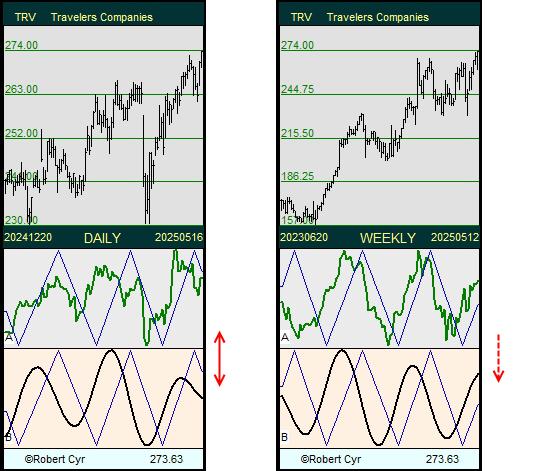 TRV Travelers Companies
274.00
263.00
252.00
230.
20241220 DAILY 20250516
A
B
©Robert Cyr 273.63
TRV Travelers Companies
274.00
244.75
215.50
186.25
20230620 WEEKLY 20250512
A
B
©Robert Cyr 273.63